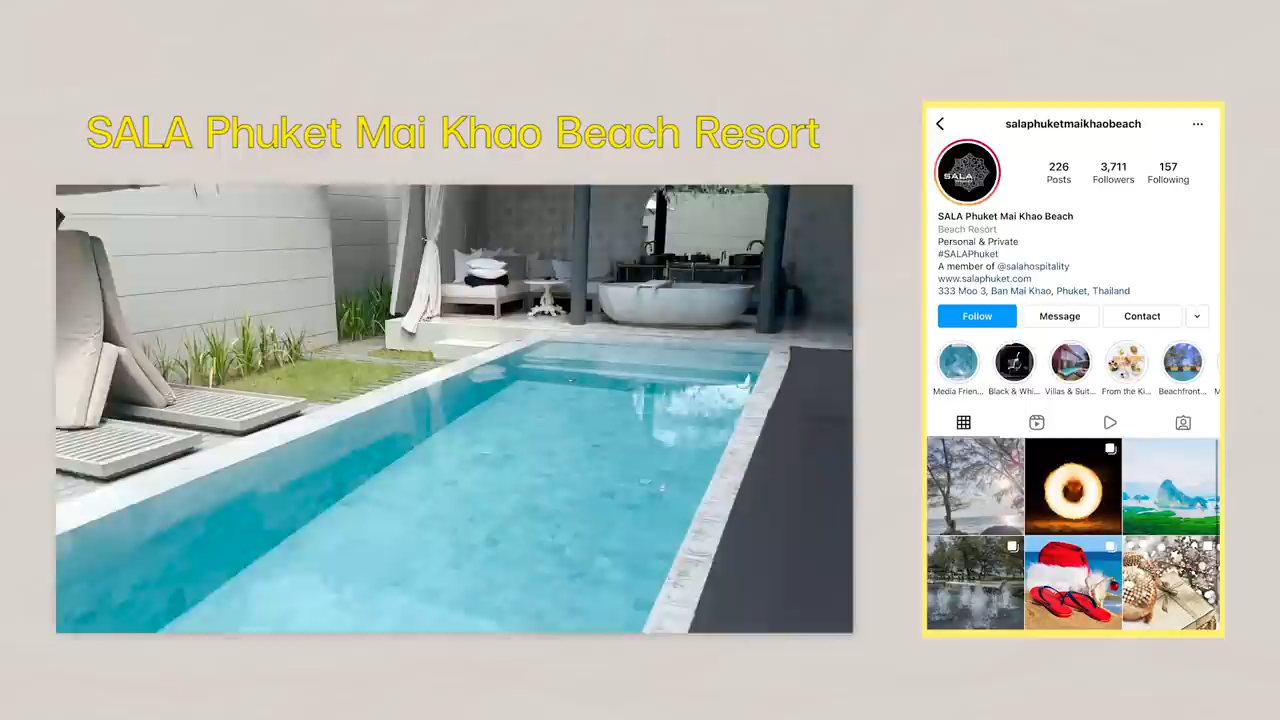 SALA Phuket Mai Khao Beach Resort
salaphuketmaikhaobeach
SALA
226 3,711 157
Posts Followers Following
SALA Phuket Mai Khao Beach
Beach Resort
Personal & Private
#SALAPhuket
A member of @salahospitality
www.salaphuket.com
333 Moo 3, Ban Mai Khao, Phuket, Thailand
Follow Message Contact
Media Frien... Black & Whi... Villas & Suit... From the Ki... Beachfront... M